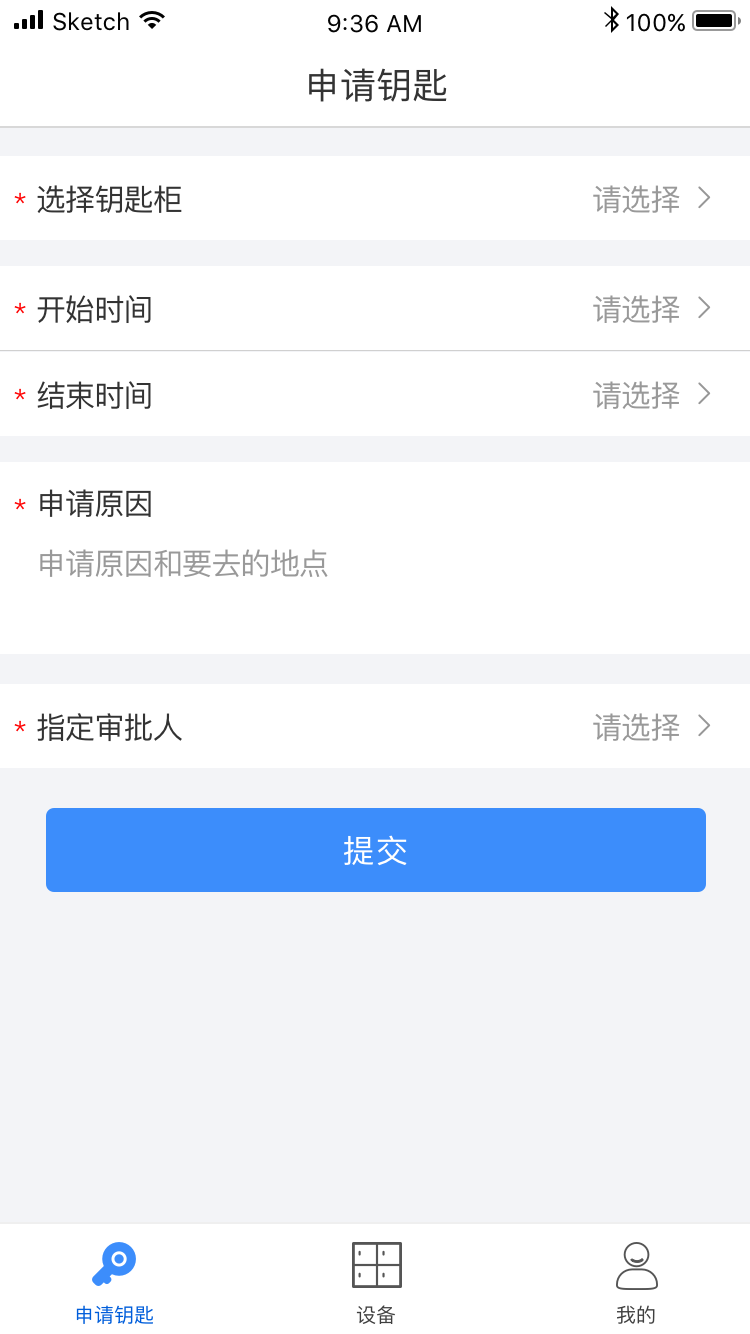 Sketch 9:36 AM 100%
申请钥匙
* 选择钥匙柜 请选择
* 开始时间 请选择
* 结束时间 请选择
* 申请原因
申请原因和要去的地点
* 指定审批人 请选择
提交
申请钥匙 设备 我的